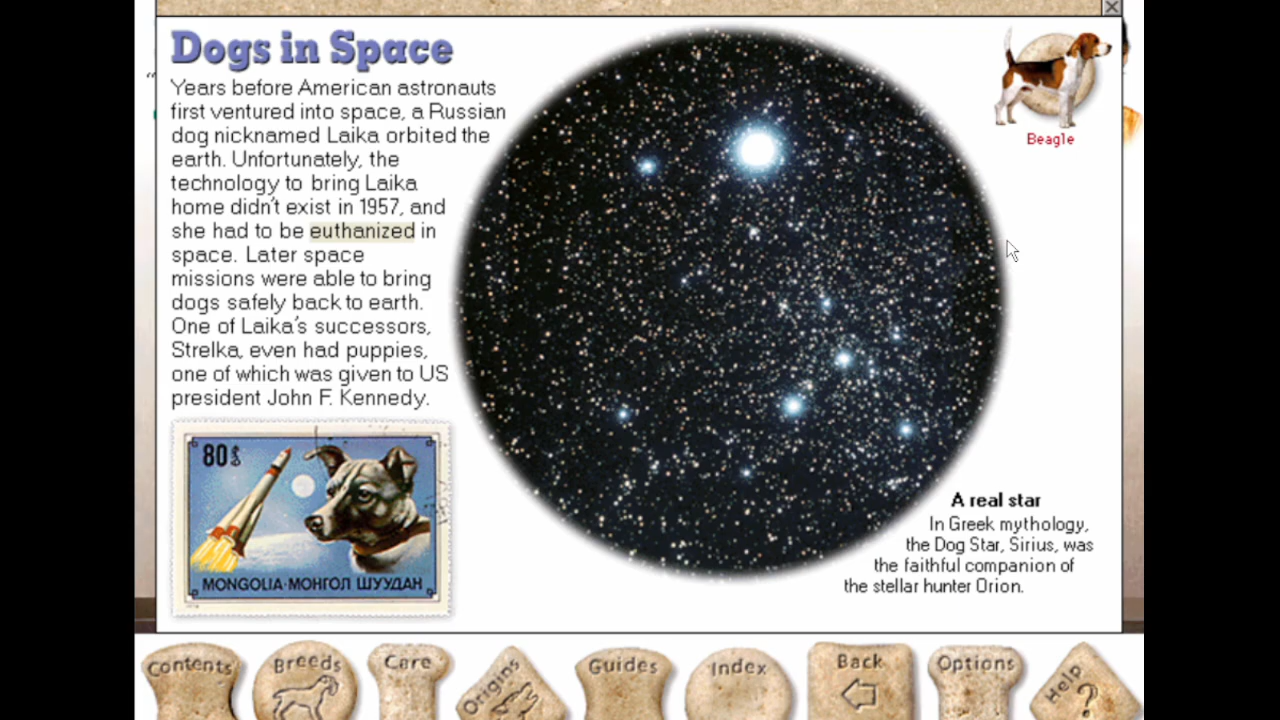 Dogs in Space
Years before American astronauts
first ventured into space, a Russian
dog nicknamed Laika orbited the
earth. Unfortunately, the
technology to bring Laika
home didn't exist in 1957, and
she had to be euthanized in
space. Later space
missions were able to bring
dogs safely back to earth.
One of Laika's successors,
Strelka, even had puppies,
one of which was given to US
president John F. Kennedy.
80
MONGOLIA·МОНГОЛ ШУУДАН
Beagle
A real star
In Greek mythology,
the Dog Star, Sirius, was
the faithful companion of
the stellar hunter Orion.
Contents
Breeds
Care
Origins
Guides
Index
Back
Options
Help
?